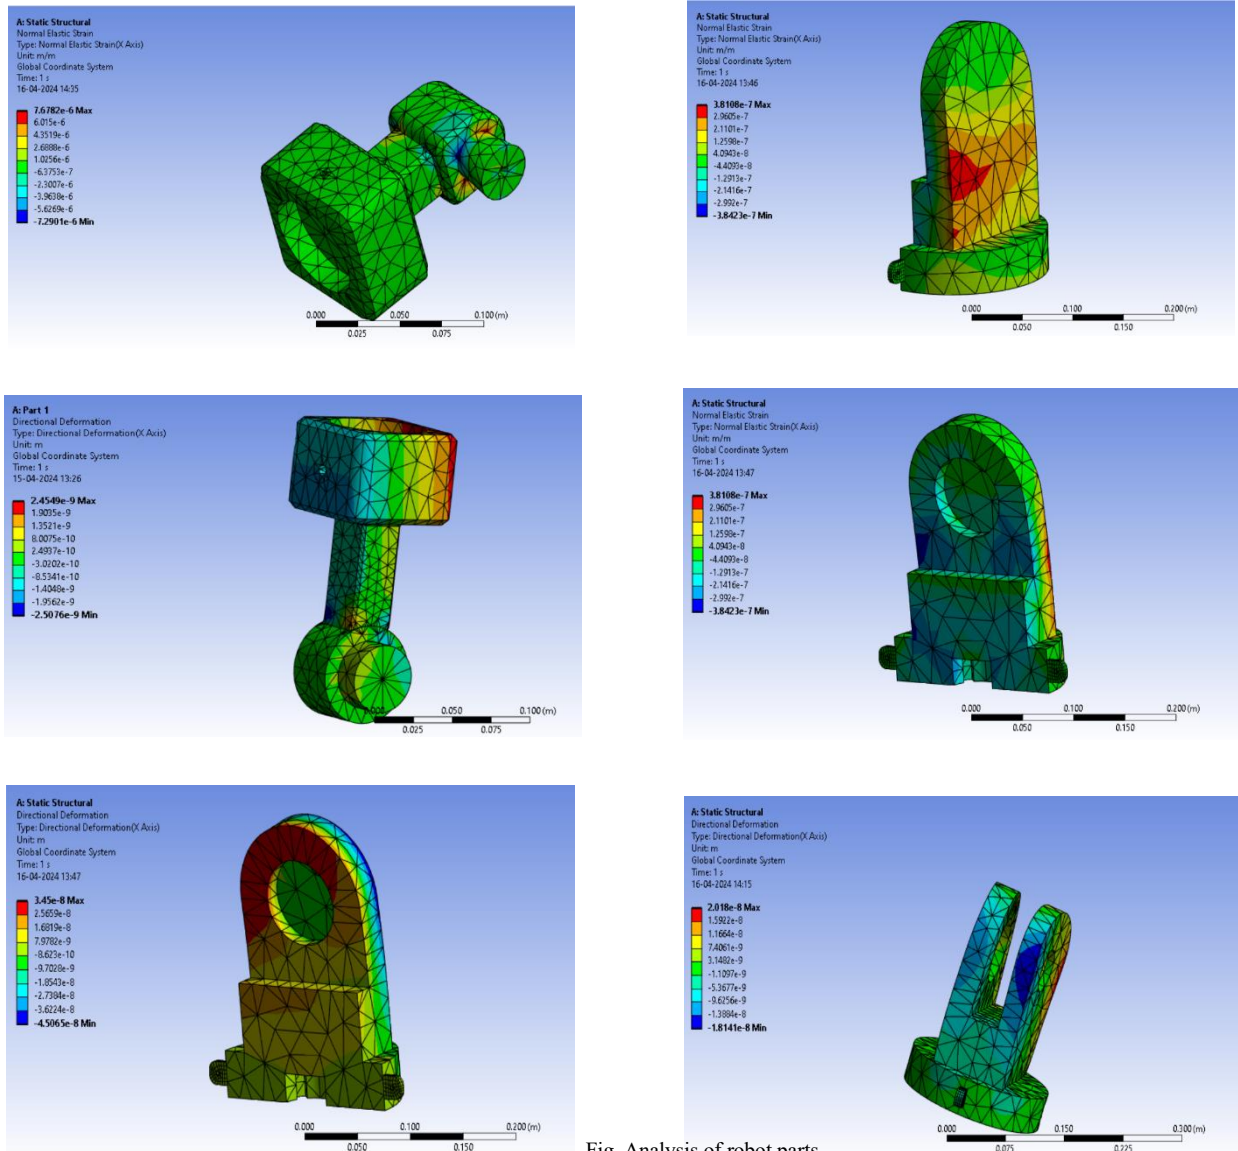 A: Static Structural
Normal Elastic Strain
Type: Normal Elastic Strain(X Axis)
Unit: m/m
Global Coordinate System
Time: 1 s
16-04-2024 14:35
7.6782e-6 Max
6.015e-6
4.3519e-6
2.6888e-6
1.0256e-6
-6.3753e-7
-2.3007e-6
-3.9638e-6
-5.6269e-6
-7.2901e-6 Min
0.000 0.050 0.100 (m)
0.025 0.075
A: Static Structural
Normal Elastic Strain
Type: Normal Elastic Strain(X Axis)
Unit: m/m
Global Coordinate System
Time: 1 s
16-04-2024 13:46
3.8108e-7 Max
2.9605e-7
2.1101e-7
1.2598e-7
4.0943e-8
-4.4093e-8
-1.2913e-7
-2.1416e-7
-2.992e-7
-3.8423e-7 Min
0.000 0.100 0.200 (m)
0.050 0.150
A: Part 1
Directional Deformation
Type: Directional Deformation(X Axis)
Unit: m
Global Coordinate System
Time: 1 s
15-04-2024 13:26
2.4549e-9 Max
1.9035e-9
1.3521e-9
8.0075e-10
2.4937e-10
-3.0202e-10
-8.5341e-10
-1.4048e-9
-1.9562e-9
-2.5076e-9 Min
0.000 0.050 0.100 (m)
0.025 0.075
A: Static Structural
Normal Elastic Strain
Type: Normal Elastic Strain(X Axis)
Unit: m/m
Global Coordinate System
Time: 1 s
16-04-2024 13:47
3.8108e-7 Max
2.9605e-7
2.1101e-7
1.2598e-7
4.0943e-8
-4.4093e-8
-1.2913e-7
-2.1416e-7
-2.992e-7
-3.8423e-7 Min
0.000 0.100 0.200 (m)
0.050 0.150
A: Static Structural
Directional Deformation
Type: Directional Deformation(X Axis)
Unit: m
Global Coordinate System
Time: 1 s
16-04-2024 13:47
3.45e-8 Max
2.5659e-8
1.6819e-8
7.9782e-9
-8.623e-10
-9.7028e-9
-1.8543e-8
-2.7384e-8
-3.6224e-8
-4.5065e-8 Min
0.000 0.100 0.200 (m)
0.050 0.150
A: Static Structural
Directional Deformation
Type: Directional Deformation(X Axis)
Unit: m
Global Coordinate System
Time: 1 s
16-04-2024 14:15
2.018e-8 Max
1.5922e-8
1.1664e-8
7.4061e-9
3.1482e-9
-1.1097e-9
-5.3677e-9
-9.6256e-9
-1.3884e-8
-1.8141e-8 Min
0.000 0.150 0.300 (m)
0.075 0.225
Fig. Analysis of robot parts